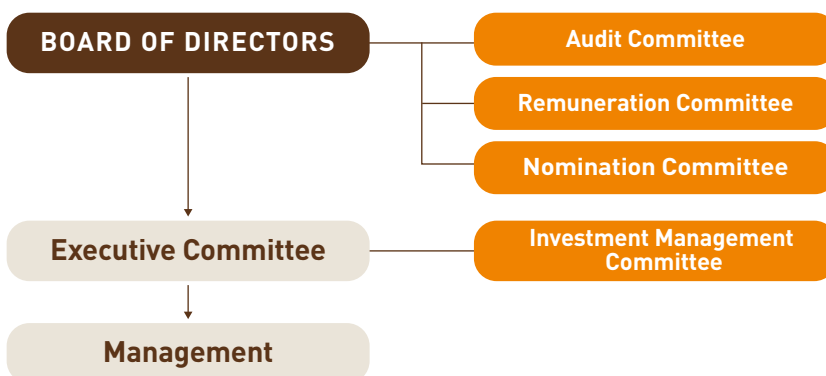 BOARD OF DIRECTORS
Audit Committee
Remuneration Committee
Nomination Committee
Executive Committee
Investment Management
Committee
Management